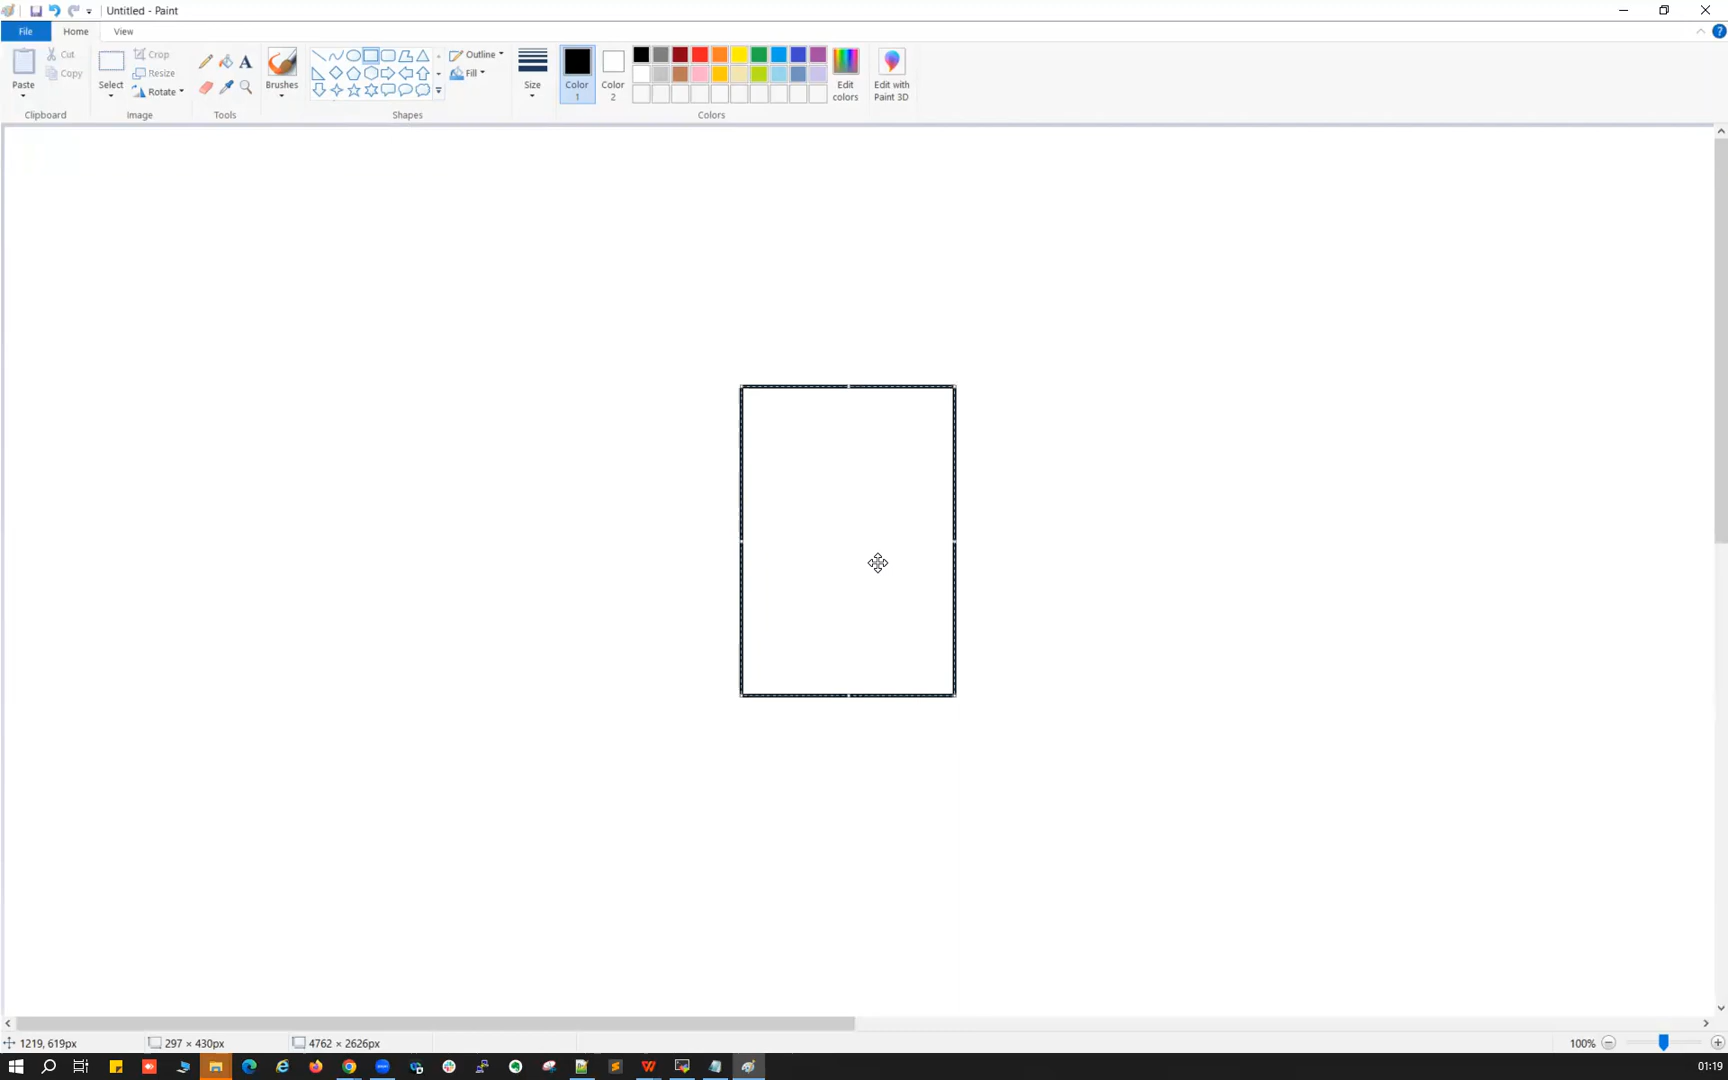 Untitled - Paint
File Home View
Paste
Cut
Copy
Clipboard
Select
Crop
Resize
Rotate
Image
Tools
Brushes
Shapes
Outline
Fill
Size
Color 1
Color 2
Colors
Edit colors
Edit with Paint 3D
1219, 619px 297 × 430px 4762 × 2626px 100%
01:19